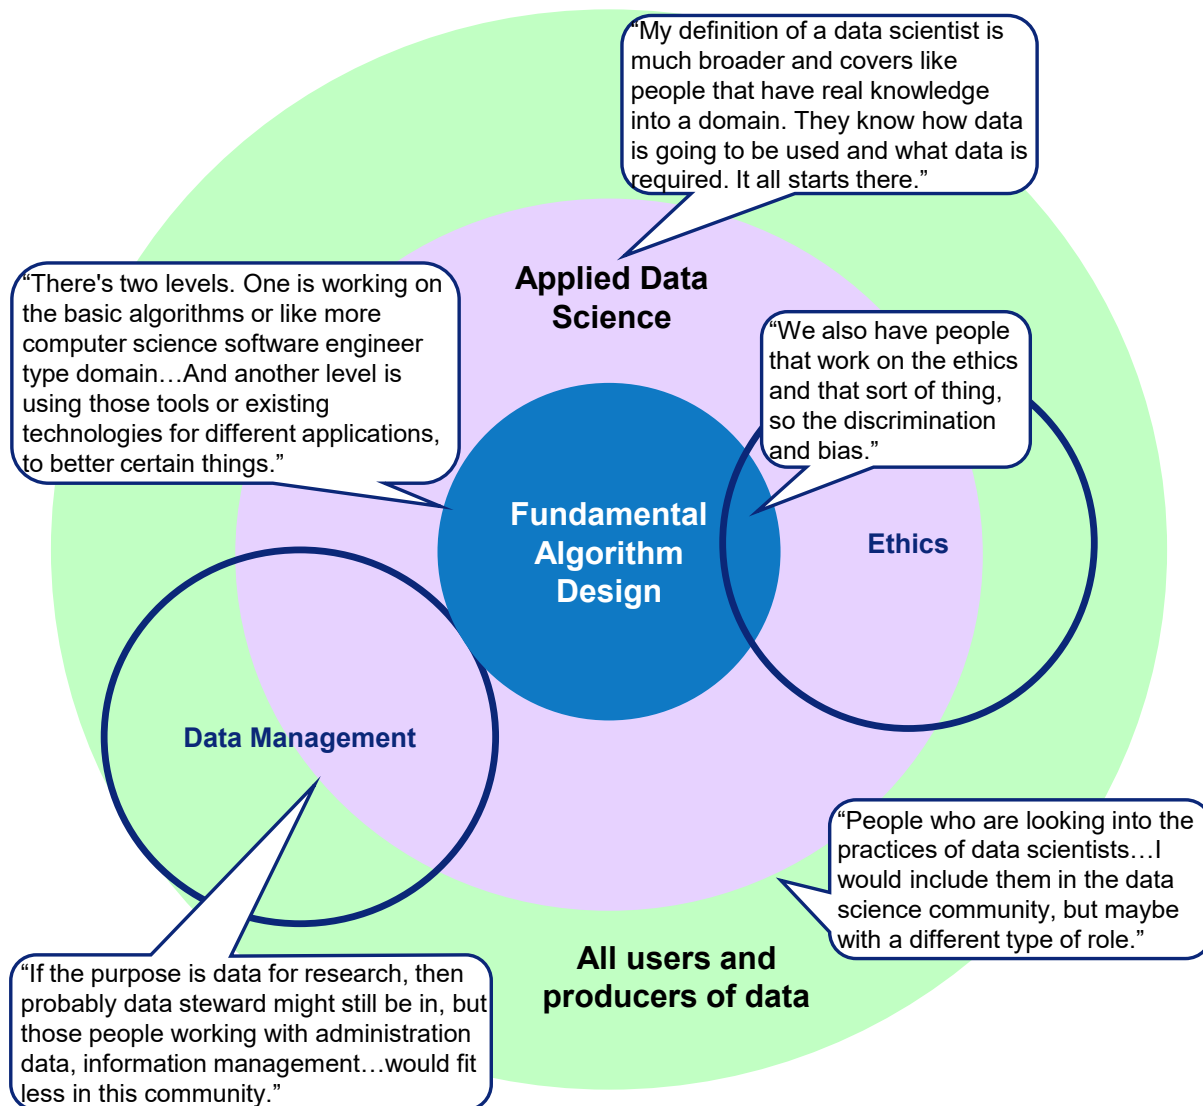 “My definition of a data scientist is
much broader and covers like
people that have real knowledge
into a domain. They know how data
is going to be used and what data is
required. It all starts there.”
Applied Data
Science
“There's two levels. One is working on
the basic algorithms or like more
computer science software engineer
type domain…And another level is
using those tools or existing
technologies for different applications,
to better certain things.”
“We also have people
that work on the ethics
and that sort of thing,
so the discrimination
and bias.”
Fundamental
Algorithm
Design
Ethics
Data Management
“People who are looking into the
practices of data scientists…I
would include them in the data
science community, but maybe
with a different type of role.”
All users and
producers of data
“If the purpose is data for research, then
probably data steward might still be in, but
those people working with administration
data, information management…would fit
less in this community.”